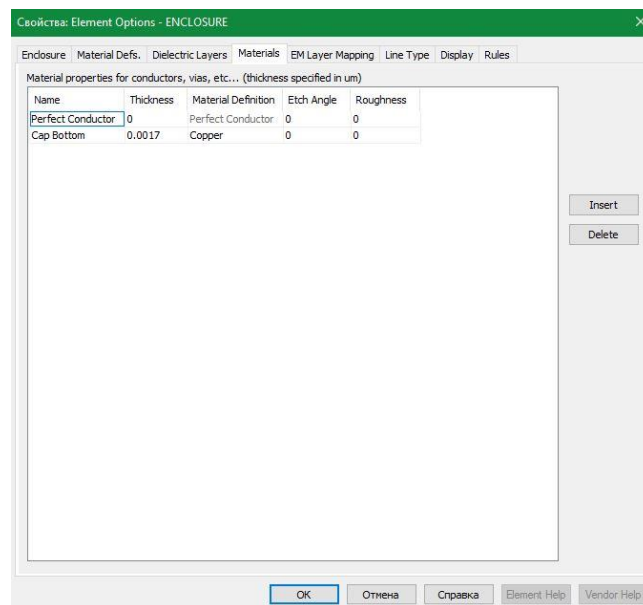 Свойства: Element Options - ENCLOSURE
Enclosure Material Defs. Dielectric Layers Materials EM Layer Mapping Line Type Display Rules
Material properties for conductors, vias, etc... (thickness specified in um)
Name Thickness Material Definition Etch Angle Roughness
Perfect Conductor 0 Perfect Conductor 0 0
Cap Bottom 0.0017 Copper 0 0
Insert
Delete
OK Отмена Справка Element Help Vendor Help